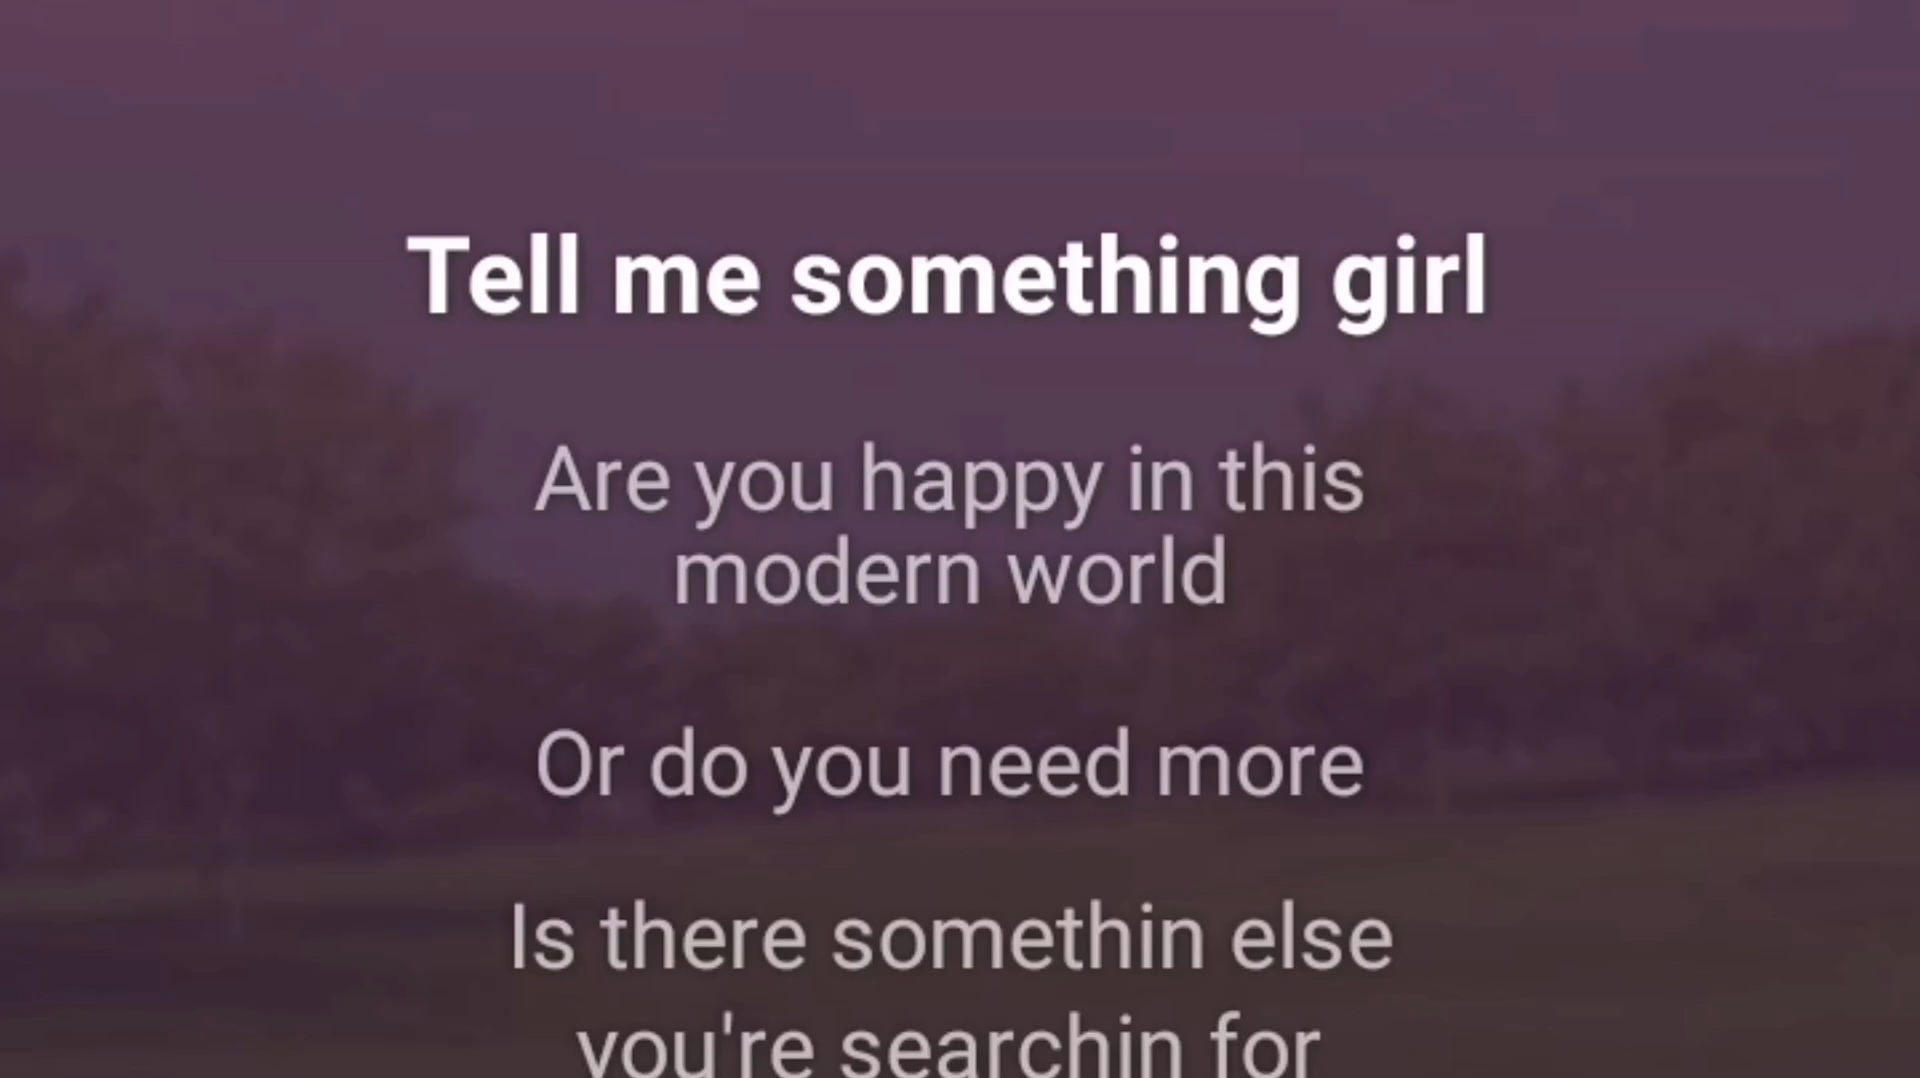 Tell me something girl
Are you happy in this
modern world
Or do you need more
Is there somethin else
you're searchin for